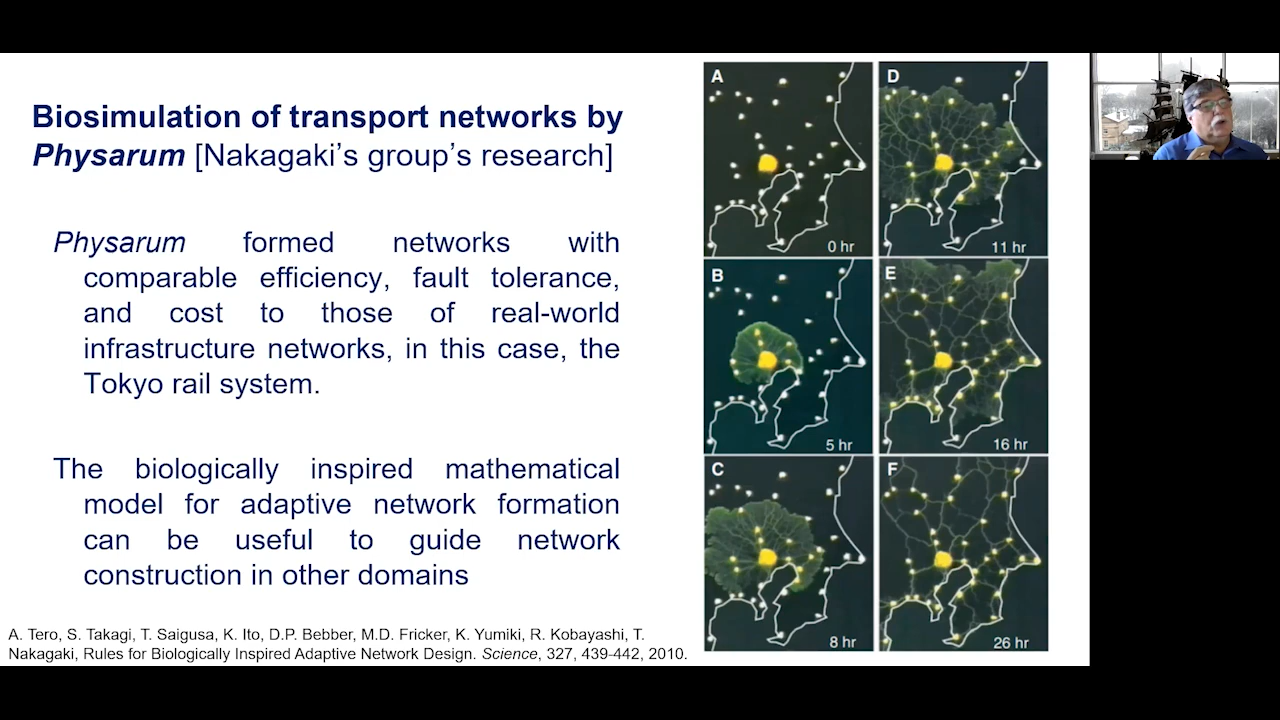 Biosimulation of transport networks by
Physarum [Nakagaki's group's research]
Physarum formed networks with
comparable efficiency, fault tolerance,
and cost to those of real-world
infrastructure networks, in this case, the
Tokyo rail system.
The biologically inspired mathematical
model for adaptive network formation
can be useful to guide network
construction in other domains
A. Tero, S. Takagi, T. Saigusa, K. Ito, D.P. Bebber, M.D. Fricker, K. Yumiki, R. Kobayashi, T.
Nakagaki, Rules for Biologically Inspired Adaptive Network Design. Science, 327, 439-442, 2010.
A
0 hr
B
5 hr
C
8 hr
D
11 hr
E
16 hr
F
26 hr